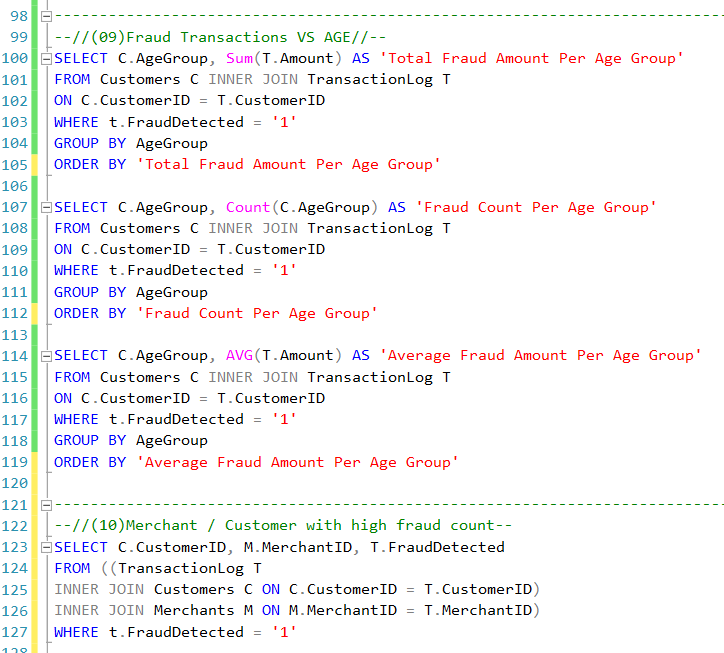 98 --------------------------------------------------------------------------
99 --//(09)Fraud Transactions VS AGE//--
100 SELECT C.AgeGroup, Sum(T.Amount) AS 'Total Fraud Amount Per Age Group'
101 FROM Customers C INNER JOIN TransactionLog T
102 ON C.CustomerID = T.CustomerID
103 WHERE t.FraudDetected = '1'
104 GROUP BY AgeGroup
105 ORDER BY 'Total Fraud Amount Per Age Group'
106
107 SELECT C.AgeGroup, Count(C.AgeGroup) AS 'Fraud Count Per Age Group'
108 FROM Customers C INNER JOIN TransactionLog T
109 ON C.CustomerID = T.CustomerID
110 WHERE t.FraudDetected = '1'
111 GROUP BY AgeGroup
112 ORDER BY 'Fraud Count Per Age Group'
113
114 SELECT C.AgeGroup, AVG(T.Amount) AS 'Average Fraud Amount Per Age Group'
115 FROM Customers C INNER JOIN TransactionLog T
116 ON C.CustomerID = T.CustomerID
117 WHERE t.FraudDetected = '1'
118 GROUP BY AgeGroup
119 ORDER BY 'Average Fraud Amount Per Age Group'
120
121 --------------------------------------------------------------------------
122 --//(10)Merchant / Customer with high fraud count--
123 SELECT C.CustomerID, M.MerchantID, T.FraudDetected
124 FROM ((TransactionLog T
125 INNER JOIN Customers C ON C.CustomerID = T.CustomerID)
126 INNER JOIN Merchants M ON M.MerchantID = T.MerchantID)
127 WHERE t.FraudDetected = '1'
128